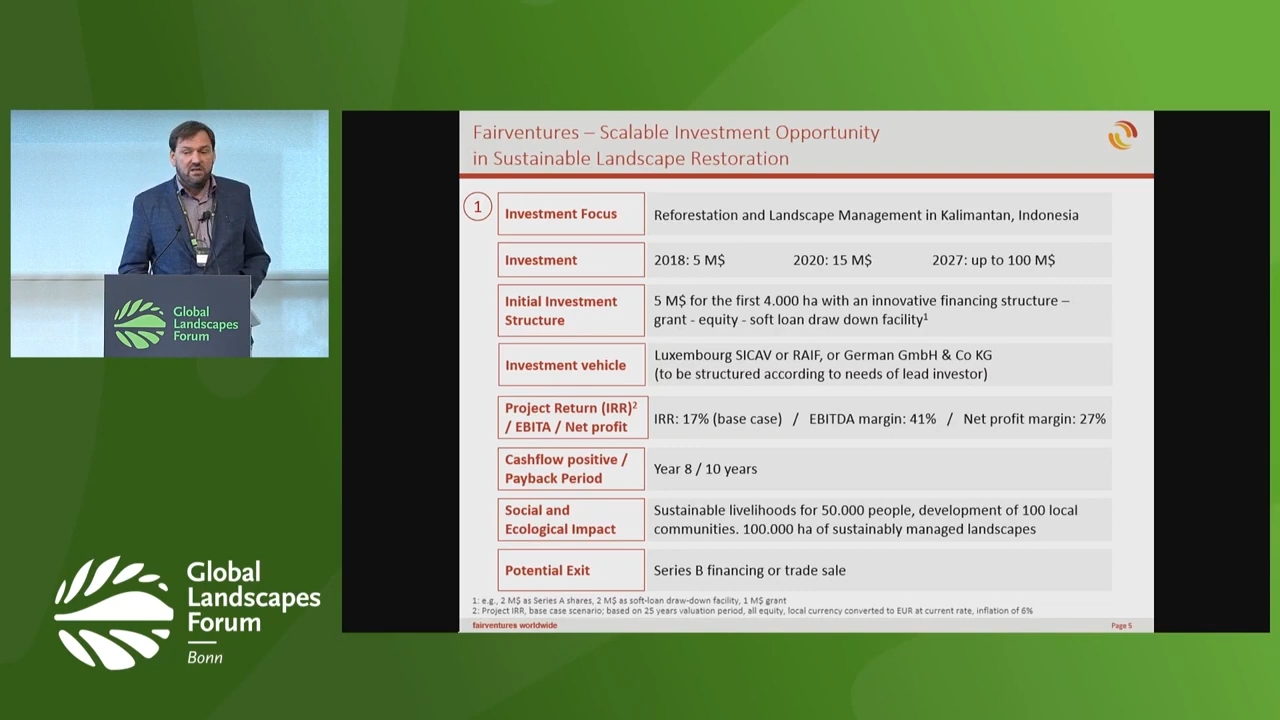 Global
Landscapes
Forum
Global
Landscapes
Forum
Bonn
Fairventures – Scalable Investment Opportunity
in Sustainable Landscape Restoration
1
Investment Focus
Reforestation and Landscape Management in Kalimantan, Indonesia
Investment
2018: 5 M$ 2020: 15 M$ 2027: up to 100 M$
Initial Investment
Structure
5 M$ for the first 4.000 ha with an innovative financing structure –
grant - equity - soft loan draw down facility¹
Investment vehicle
Luxembourg SICAV or RAIF, or German GmbH & Co KG
(to be structured according to needs of lead investor)
Project Return (IRR)²
/ EBITA / Net profit
IRR: 17% (base case) / EBITDA margin: 41% / Net profit margin: 27%
Cashflow positive /
Payback Period
Year 8 / 10 years
Social and
Ecological Impact
Sustainable livelihoods for 50.000 people, development of 100 local
communities. 100.000 ha of sustainably managed landscapes
Potential Exit
Series B financing or trade sale
1: e.g., 2 M$ as Series A shares, 2 M$ as soft-loan draw-down facility, 1 M$ grant
2: Project IRR, base case scenario; based on 25 years valuation period, all equity, local currency converted to EUR at current rate, inflation of 6%
fairventures worldwide
Page 5